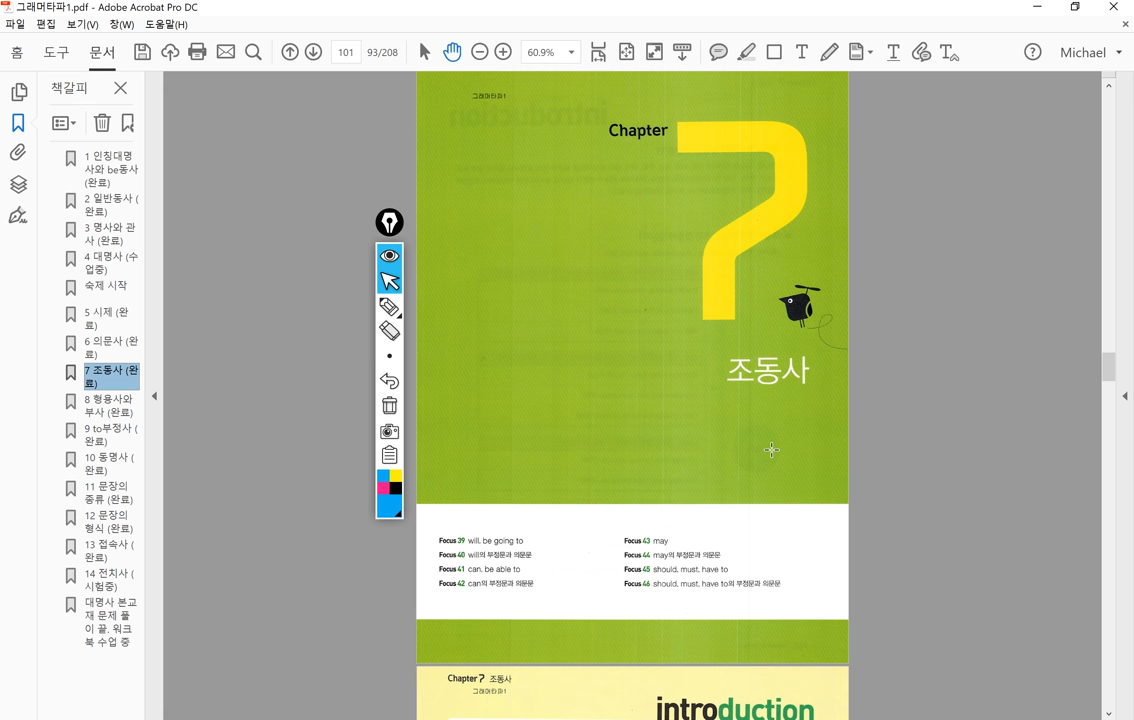 그래머타파1.pdf - Adobe Acrobat Pro DC
파일 편집 보기(V) 창(W) 도움말(H)
홈 도구 문서 101 93/208 60.9% Michael
책갈피
1 인칭대명
사와 be동사
(완료)
2 일반동사 (
완료)
3 명사와 관
사 (완료)
4 대명사 (수
업중)
숙제 시작
5 시제 (완
료)
6 의문사 (완
료)
7 조동사 (완
료)
8 형용사와
부사 (완료)
9 to부정사 (
완료)
10 동명사 (
완료)
11 문장의
종류 (완료)
12 문장의
형식 (완료)
13 접속사 (
완료)
14 전치사 (
시험중)
대명사 본교
재 문제 풀
이 끝. 워크
북 수업 중
그래머타파1
Chapter 7
조동사
Focus 39 will, be going to
Focus 40 will의 부정문과 의문문
Focus 41 can, be able to
Focus 42 can의 부정문과 의문문
Focus 43 may
Focus 44 may의 부정문과 의문문
Focus 45 should, must, have to
Focus 46 should, must, have to의 부정문과 의문문
Chapter 7 조동사
그래머타파1
introduction